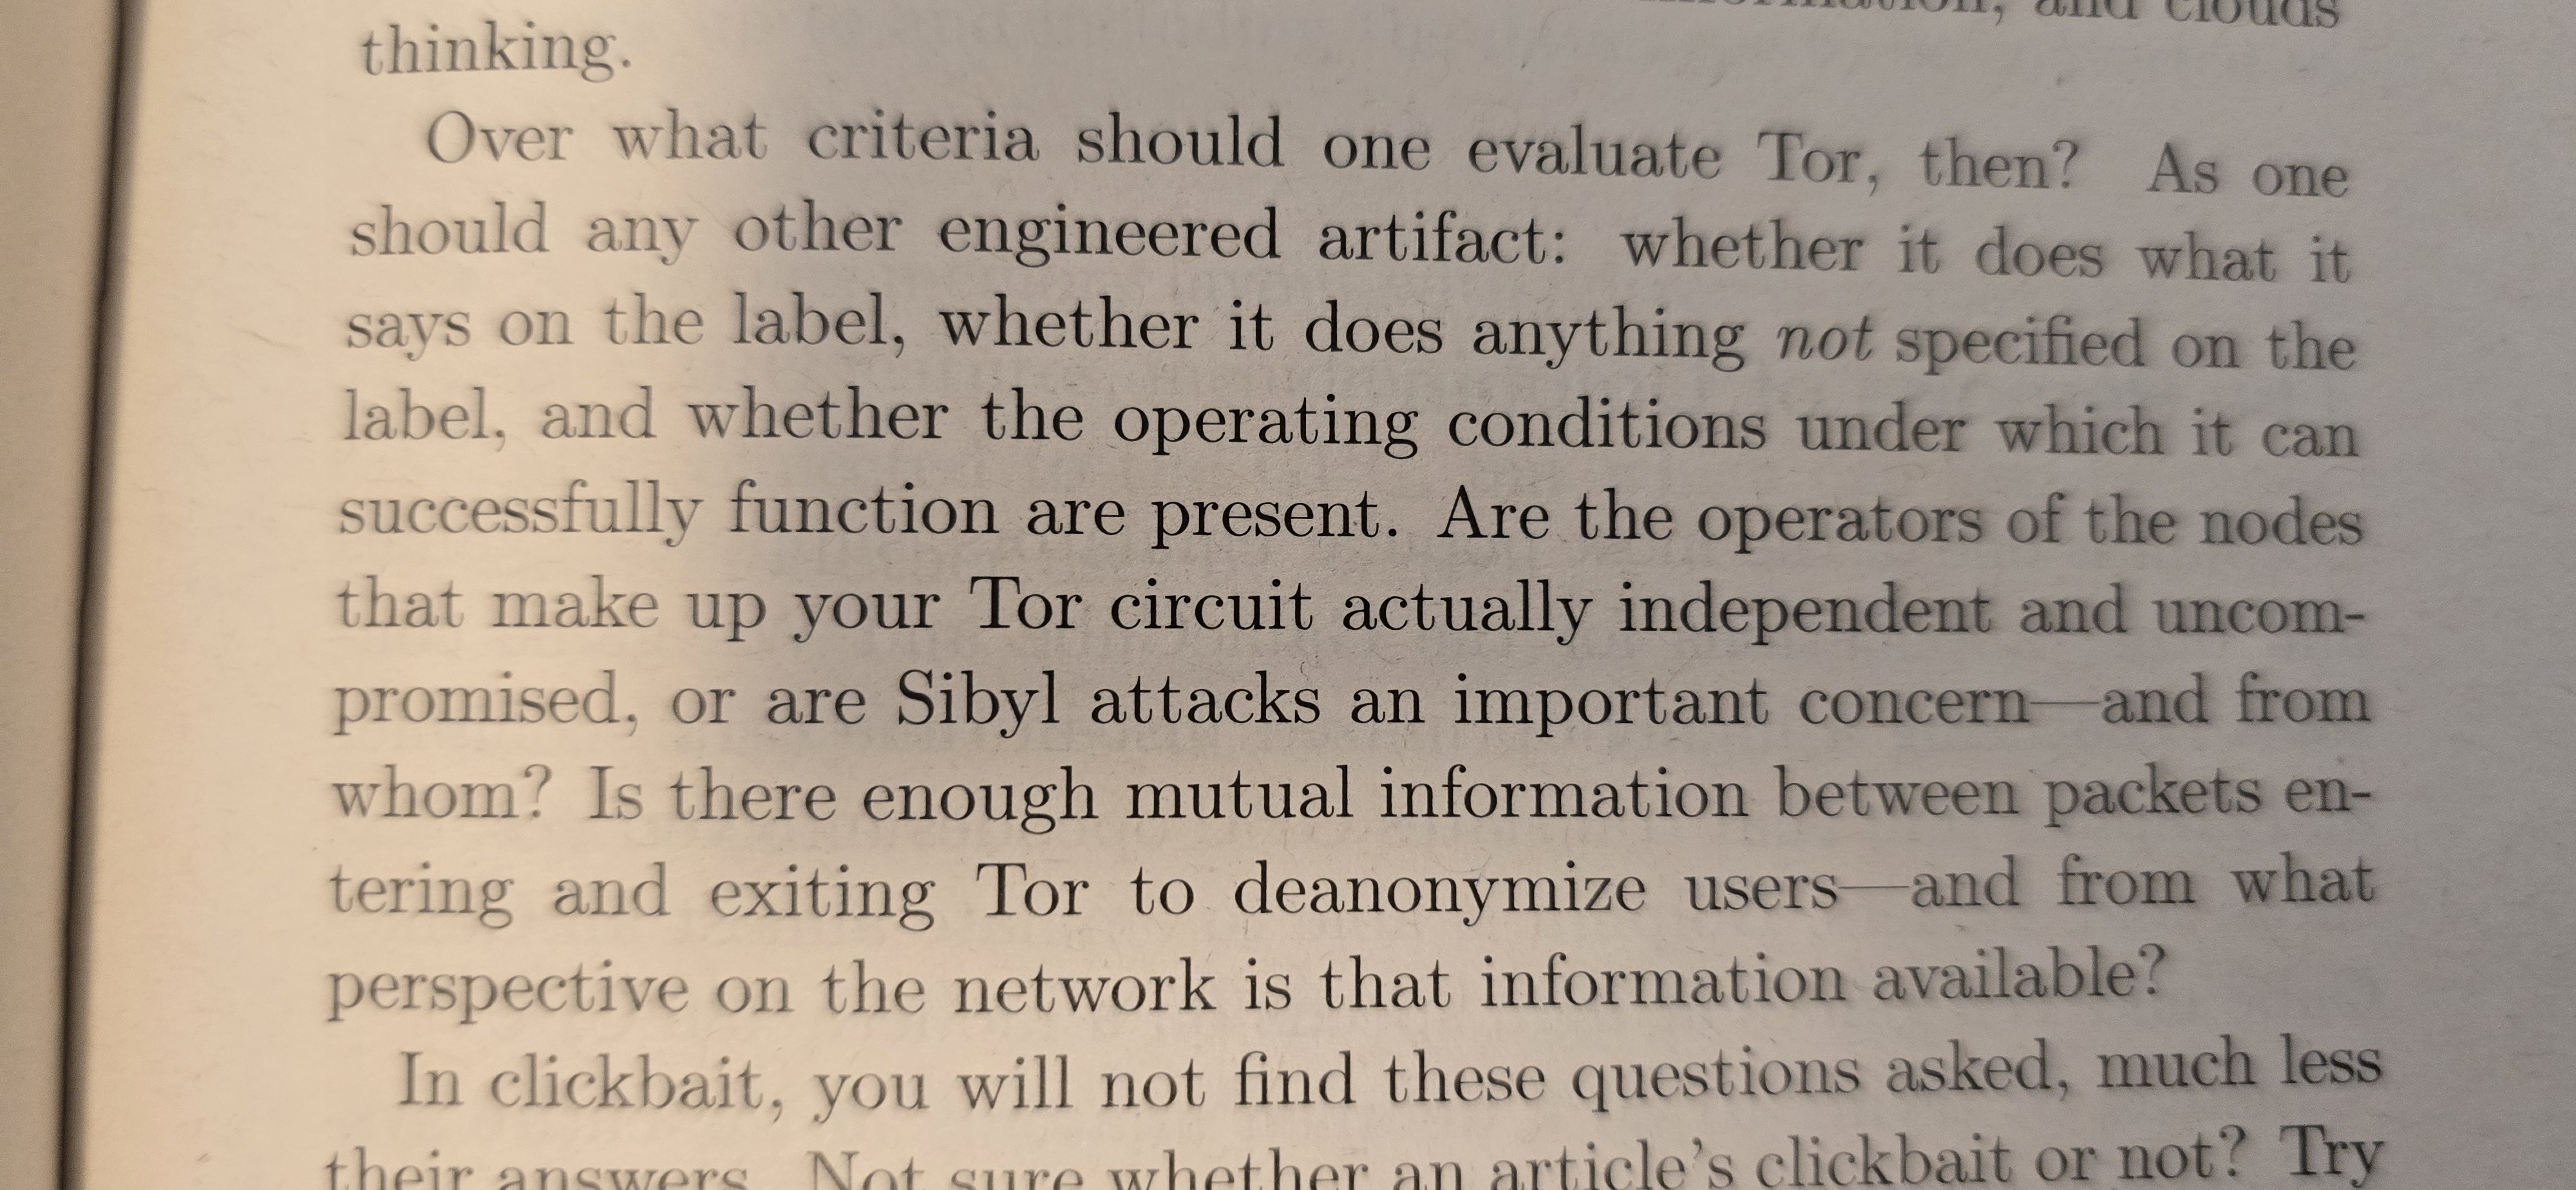 information, and clouds
thinking.
Over what criteria should one evaluate Tor, then? As one
should any other engineered artifact: whether it does what it
says on the label, whether it does anything not specified on the
label, and whether the operating conditions under which it can
successfully function are present. Are the operators of the nodes
that make up your Tor circuit actually independent and uncom-
promised, or are Sibyl attacks an important concern—and from
whom? Is there enough mutual information between packets en-
tering and exiting Tor to deanonymize users—and from what
perspective on the network is that information available?
In clickbait, you will not find these questions asked, much less
their answers. Not sure whether an article's clickbait or not? Try